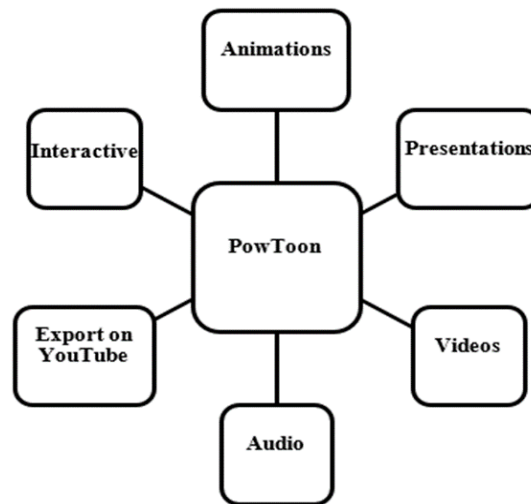 Animations
Interactive
Presentations
PowToon
Export on
YouTube
Videos
Audio